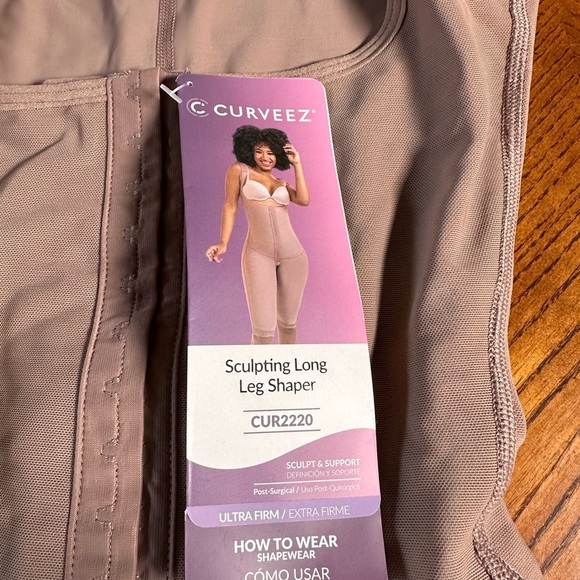 C CURVEEZ®
Sculpting Long
Leg Shaper
CUR2220
SCULPT & SUPPORT
DEFINICIÓN Y SOPORTE
Post-Surgical / Uso Post-Quirúrgico
ULTRA FIRM / EXTRA FIRME
HOW TO WEAR
SHAPEWEAR
CÓMO USAR